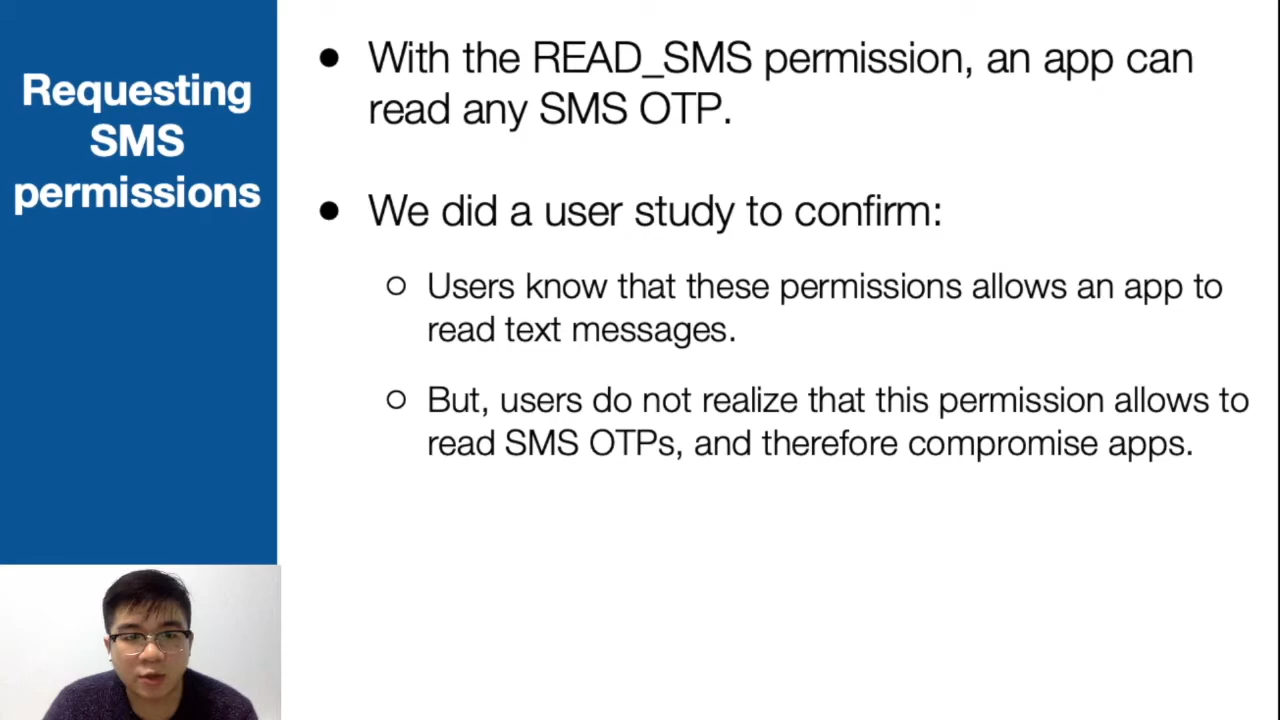 Requesting
SMS
permissions
● With the READ_SMS permission, an app can
read any SMS OTP.
● We did a user study to confirm:
○ Users know that these permissions allows an app to
read text messages.
○ But, users do not realize that this permission allows to
read SMS OTPs, and therefore compromise apps.